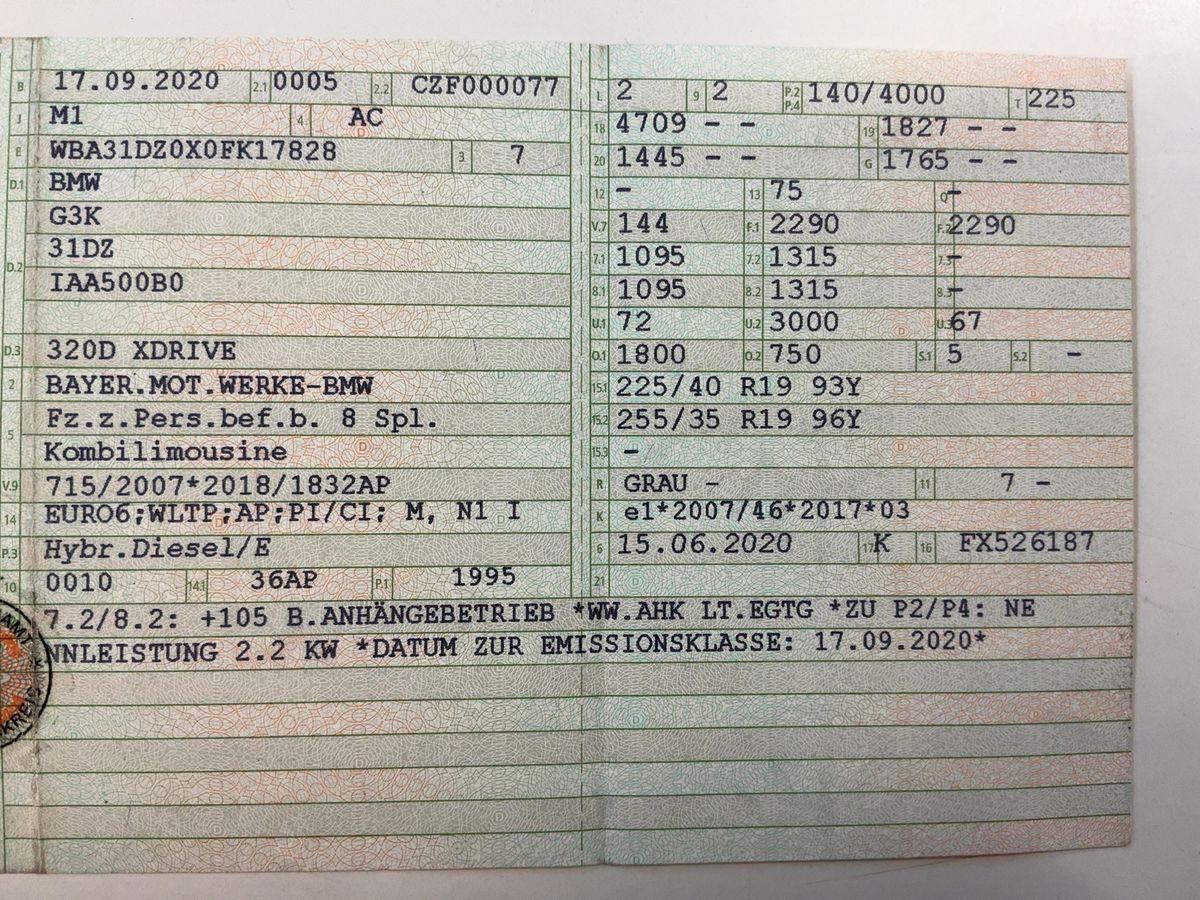 B 17.09.2020 2.1 0005 2.2 CZF000077
J M1 4 AC
E WBA31DZ0X0FK17828 3 7
D.1 BMW
G3K
D.2 31DZ
IAA500B0
D.3 320D XDRIVE
2 BAYER.MOT.WERKE-BMW
5 Fz.z.Pers.bef.b. 8 Spl.
Kombilimousine
V.9 715/2007*2018/1832AP
14 EURO6;WLTP;AP;PI/CI; M, N1 I
P.3 Hybr.Diesel/E
10 0010 14.1 36AP P.1 1995
L 2 9 2 P.2 P.4 140/4000 T 225
18 4709 – – 19 1827 – –
20 1445 – – G 1765 – –
12 – 13 75 Q –
V.7 144 F.1 2290 F.2 2290
7.1 1095 7.2 1315 7.3 –
8.1 1095 8.2 1315 8.3 –
U.1 72 U.2 3000 U.3 67
O.1 1800 O.2 750 S.1 5 S.2 –
15.1 225/40 R19 93Y
15.2 255/35 R19 96Y
15.3 –
R GRAU – 11 7 –
K e1*2007/46*2017*03
6 15.06.2020 17 K 16 FX526187
21
7.2/8.2: +105 B.ANHÄNGEBETRIEB *WW.AHK LT.EGTG *ZU P2/P4: NE
NNLEISTUNG 2.2 KW *DATUM ZUR EMISSIONSKLASSE: 17.09.2020*